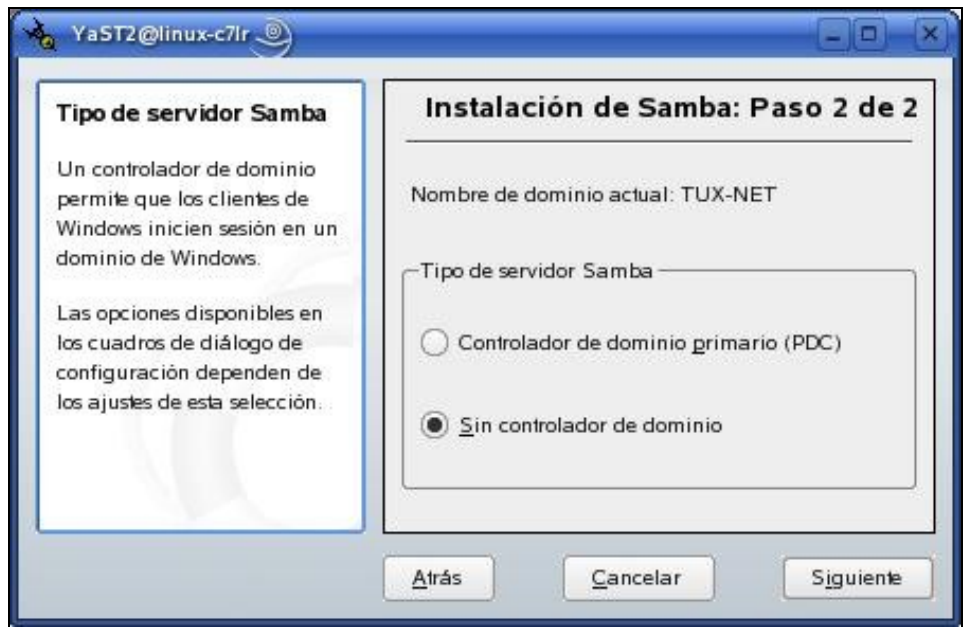 YaST2@linux-c7lr
Tipo de servidor Samba
Un controlador de dominio
permite que los clientes de
Windows inicien sesión en un
dominio de Windows.
Las opciones disponibles en
los cuadros de diálogo de
configuración dependen de
los ajustes de esta selección.
Instalación de Samba: Paso 2 de 2
Nombre de dominio actual: TUX-NET
Tipo de servidor Samba
Controlador de dominio primario (PDC)
Sin controlador de dominio
Atrás
Cancelar
Siguiente